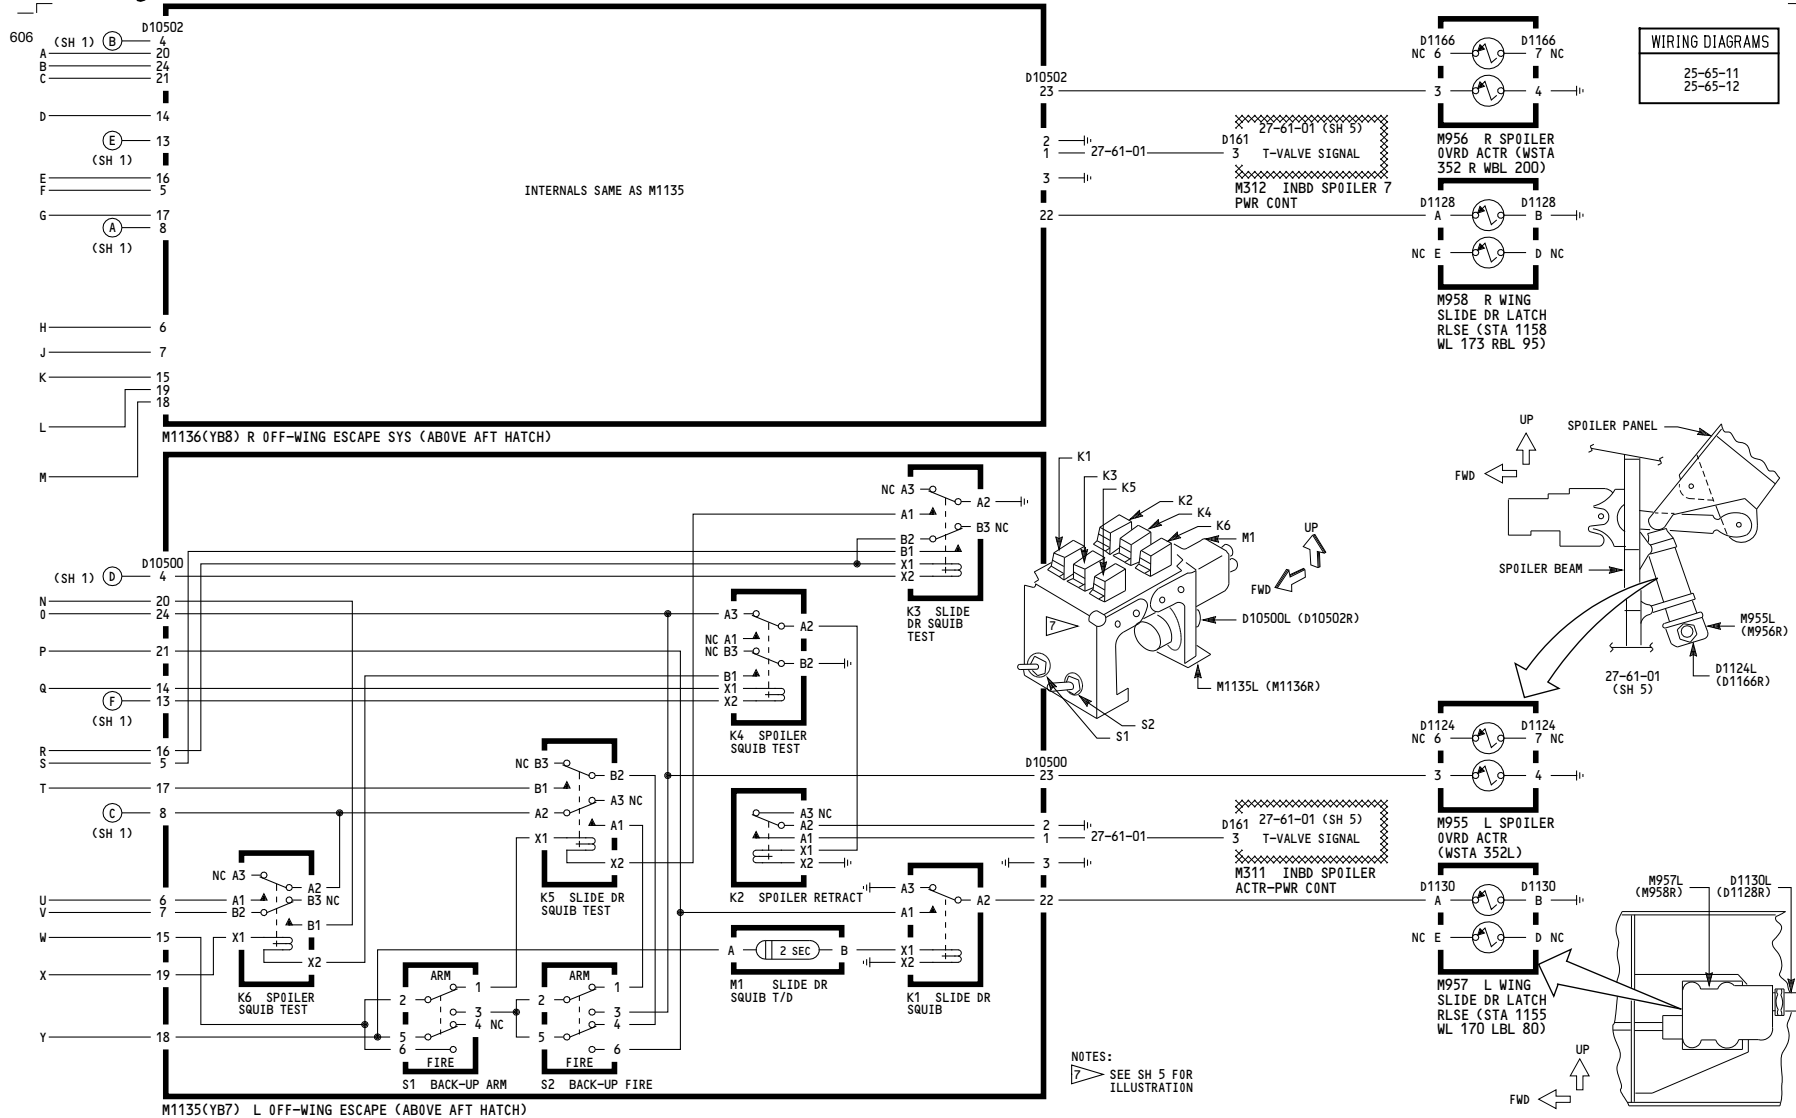 606
D10502
(SH 1) B 4
A 20
B 24
C 21
D 14
E 13
(SH 1)
E 16
F 5
G 17
A 8
(SH 1)
H 6
J 7
K 15
19
18
L
M
INTERNALS SAME AS M1135
D10502
23
2
1 27-61-01
3
22
M1136(YB8) R OFF-WING ESCAPE SYS (ABOVE AFT HATCH)
D161
3
27-61-01 (SH 5)
T-VALVE SIGNAL
M312 INBD SPOILER 7
PWR CONT
D1166 D1166
NC 6 7 NC
3 4
M956 R SPOILER
OVRD ACTR (WSTA
352 R WBL 200)
D1128 D1128
A B
NC E D NC
M958 R WING
SLIDE DR LATCH
RLSE (STA 1158
WL 173 RBL 95)
WIRING DIAGRAMS
25-65-11
25-65-12
D10500
(SH 1) D 4
N 20
O 24
P 21
Q 14
F 13
(SH 1)
R 16
S 5
T 17
C 8
(SH 1)
U 6
V 7
W 15
X 19
Y 18
NC A3
A2
A1
B3 NC
B2
B1
X1
X2
K3 SLIDE
DR SQUIB
TEST
A3
A2
NC A1
NC B3
B2
B1
X1
X2
K4 SPOILER
SQUIB TEST
NC B3
B2
B1
A3 NC
A2
A1
X1
X2
K5 SLIDE DR
SQUIB TEST
A3 NC
A2
A1
X1
X2
K2 SPOILER RETRACT
NC A3
A2
A1
B3 NC
B2
B1
X1
X2
K6 SPOILER
SQUIB TEST
A 2 SEC B
M1 SLIDE DR
SQUIB T/D
A3
A2
A1
X1
X2
K1 SLIDE DR
SQUIB
ARM
1
2
3
4 NC
5
6
FIRE
S1 BACK-UP ARM
ARM
1
2
3
4
5
6
FIRE
S2 BACK-UP FIRE
D10500
23
2
1 27-61-01
3
22
M1135(YB7) L OFF-WING ESCAPE (ABOVE AFT HATCH)
K1
K3
K5
K2
K4
K6
M1
UP
FWD
7
D10500L (D10502R)
M1135L (M1136R)
S2
S1
D161
3
27-61-01 (SH 5)
T-VALVE SIGNAL
M311 INBD SPOILER
ACTR-PWR CONT
NOTES:
7 SEE SH 5 FOR
ILLUSTRATION
UP
FWD
SPOILER PANEL
SPOILER BEAM
M955L
(M956R)
D1124L
(D1166R)
27-61-01
(SH 5)
D1124 D1124
NC 6 7 NC
3 4
M955 L SPOILER
OVRD ACTR
(WSTA 352L)
D1130 D1130
A B
NC E D NC
M957 L WING
SLIDE DR LATCH
RLSE (STA 1155
WL 170 LBL 80)
M957L
(M958R)
D1130L
(D1128R)
UP
FWD